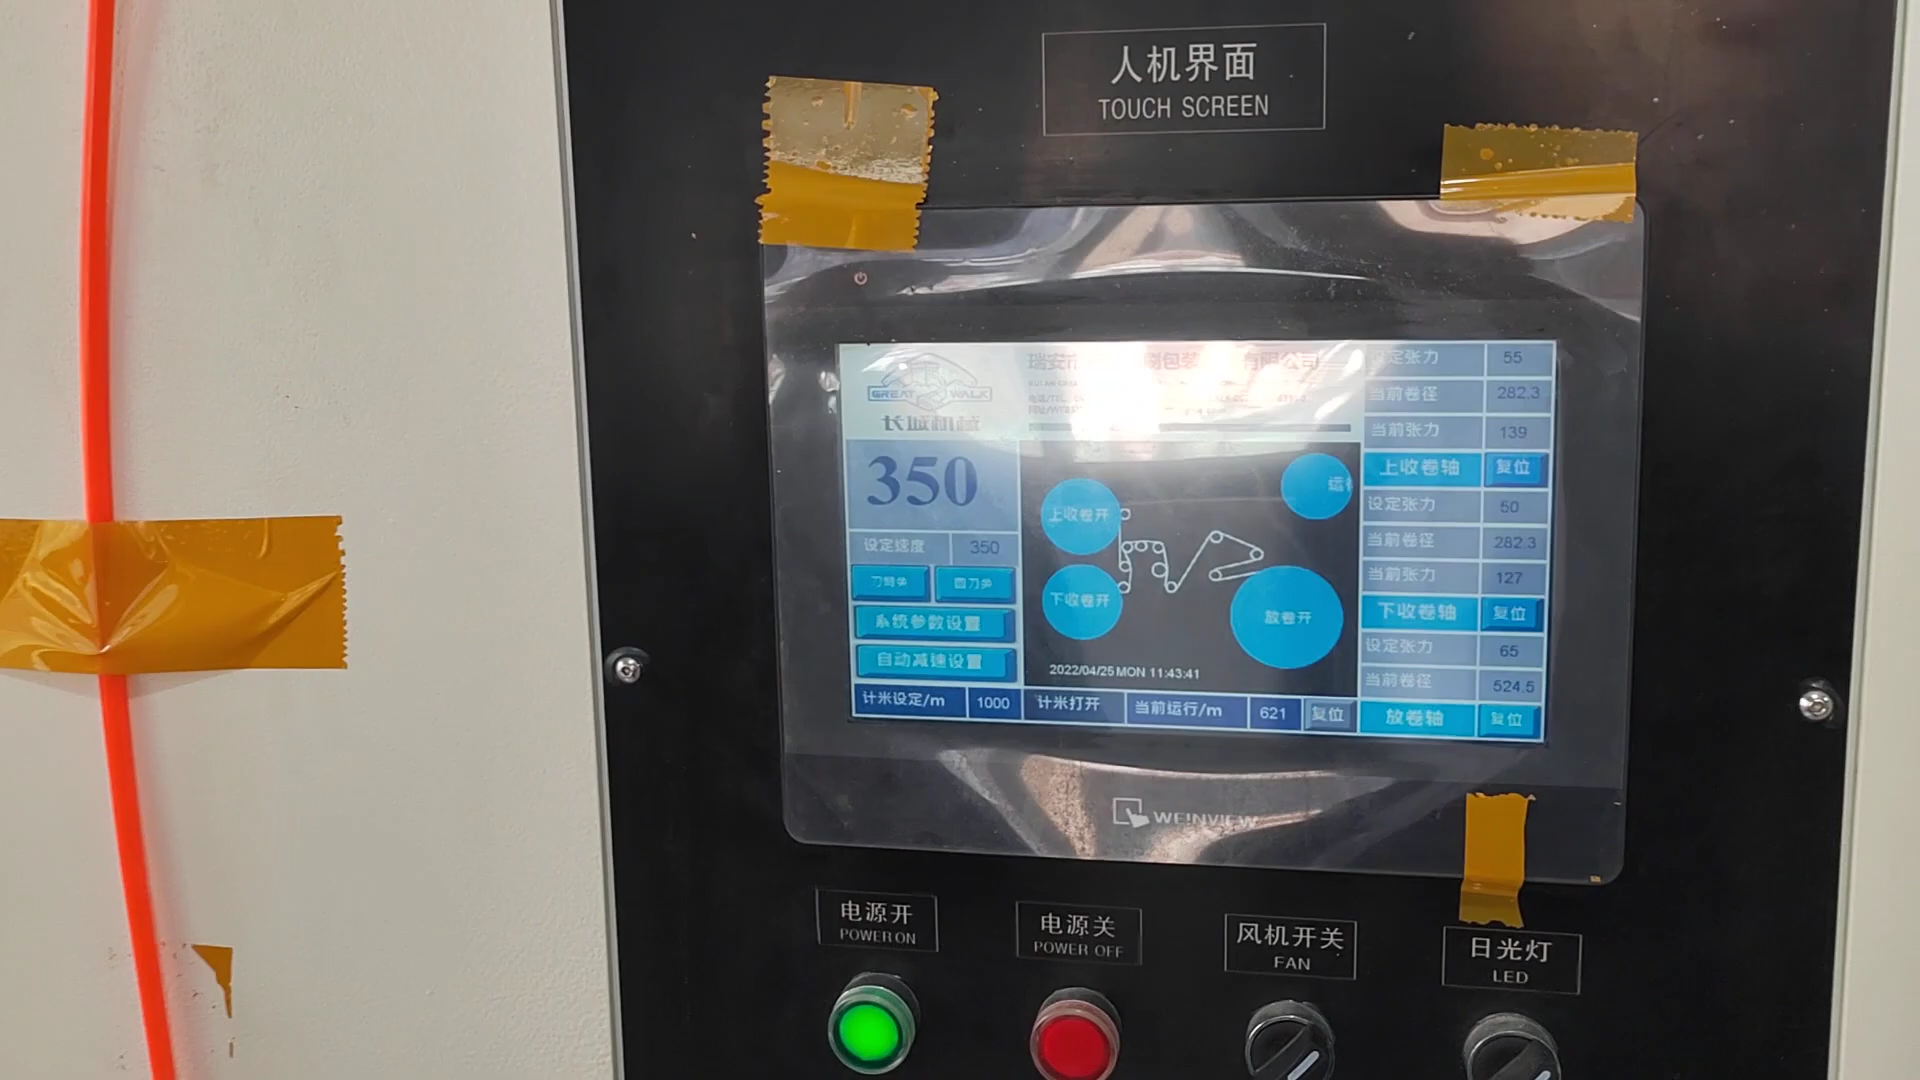 人机界面
TOUCH SCREEN
GREAT WALK
长城机械
瑞安市
包装
有限公司
350
设定速度 350
系统参数设置
自动减速设置
上收卷开
下收卷开
放卷开
2022/04/25 MON 11:43:41
计米设定/m 1000 计米打开 当前运行/m 621 复位
设定张力 55
当前卷径 282.3
当前张力 139
上收卷轴 复位
设定张力 50
当前卷径 282.3
当前张力 127
下收卷轴 复位
设定张力 65
当前卷径 524.5
放卷轴 复位
WEINVIEW
电源开
POWER ON
电源关
POWER OFF
风机开关
FAN
日光灯
LED